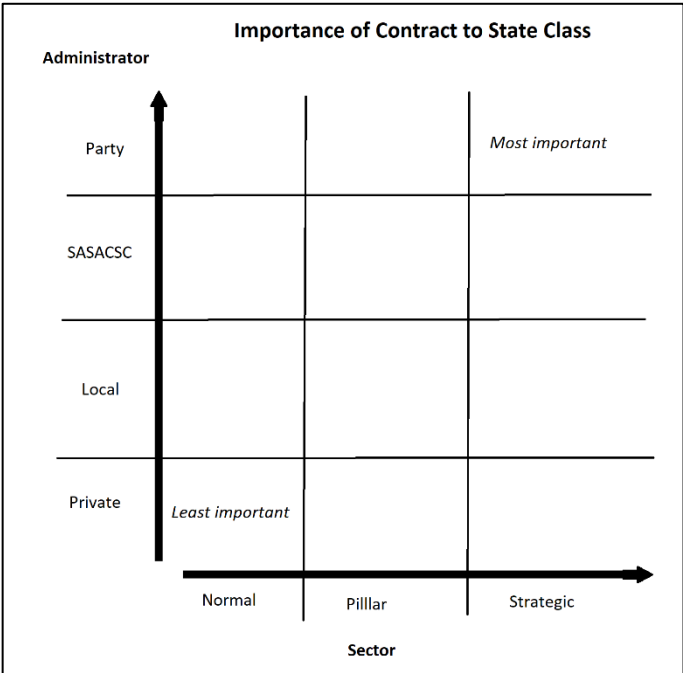 Importance of Contract to State Class
Administrator
Party
Most important
SASACSC
Local
Private
Least important
Normal
Pilllar
Strategic
Sector